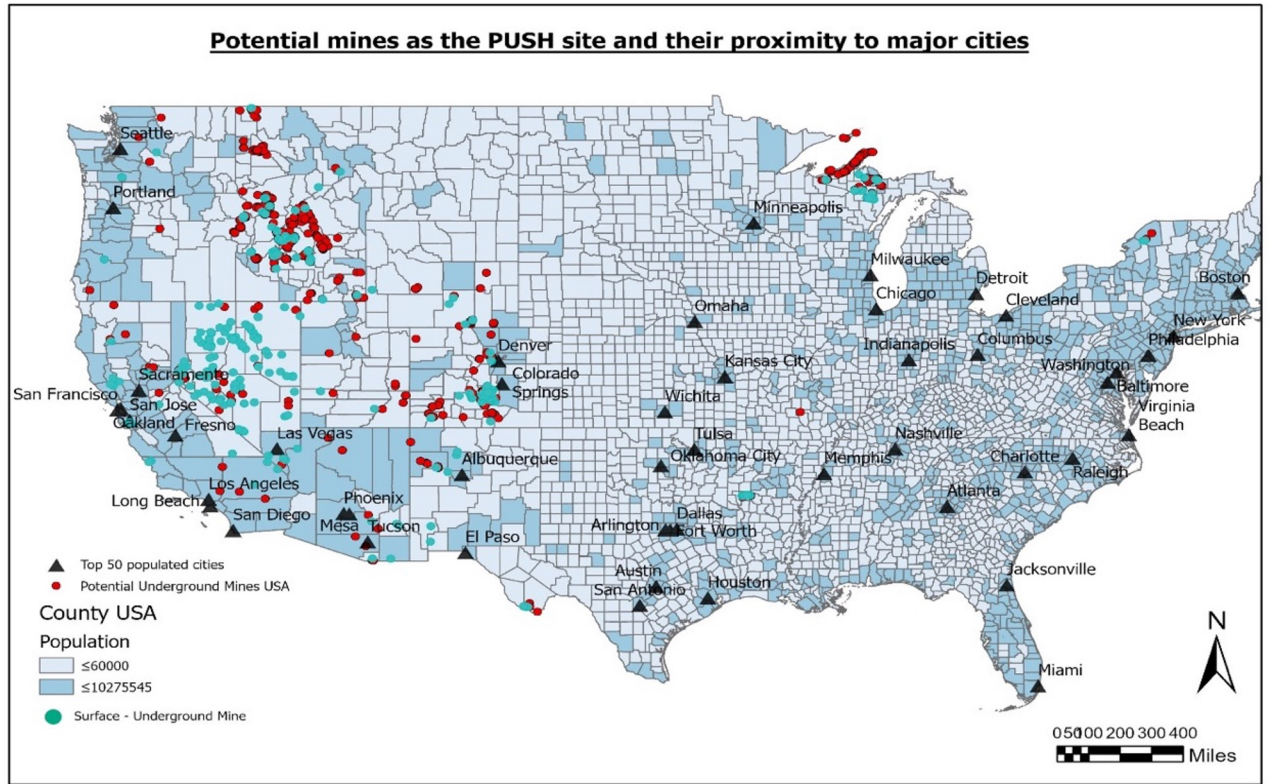 Potential mines as the PUSH site and their proximity to major cities
Seattle
Portland
Minneapolis
Milwaukee
Chicago
Detroit
Cleveland
Boston
New York
Philadelphia
Omaha
Indianapolis
Columbus
Washington
Baltimore
Virginia
Beach
Denver
Colorado
Springs
Kansas City
Wichita
Sacramento
San Francisco
San Jose
Oakland
Fresno
Las Vegas
Tulsa
Oklahoma City
Nashville
Memphis
Charlotte
Raleigh
Albuquerque
Los Angeles
Long Beach
San Diego
Phoenix
Mesa
Tucson
El Paso
Atlanta
Dallas
Arlington
Fort Worth
Austin
San Antonio
Houston
Jacksonville
Miami
Top 50 populated cities
Potential Underground Mines USA
County USA
Population
≤60000
≤10275545
Surface - Underground Mine
N
0 50 100 200 300 400
Miles